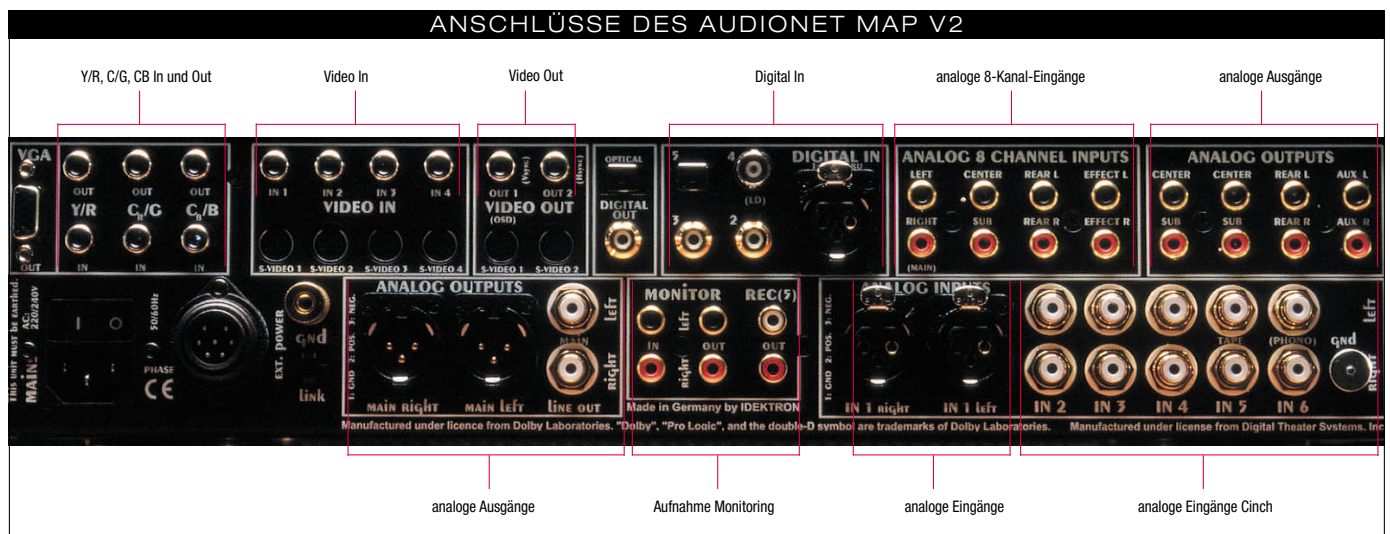 ANSCHLÜSSE DES AUDIONET MAP V2
Y/R, C/G, CB In und Out
Video In
Video Out
Digital In
analoge 8-Kanal-Eingänge
analoge Ausgänge
VGA
OUT
OUT OUT OUT
Y/R CR/G CB/B
IN IN IN
IN 1 IN 2 IN 3 IN 4
VIDEO IN
S-VIDEO 1 S-VIDEO 2 S-VIDEO 3 S-VIDEO 4
OUT 1 (Vsync) OUT 2 (Hsync)
VIDEO OUT
(OSD)
S-VIDEO 1 S-VIDEO 2
OPTICAL
DIGITAL
OUT
DIGITAL IN
5 4
(LD)
3 2
ANALOG 8 CHANNEL INPUTS
LEFT CENTER REAR L EFFECT L
RIGHT SUB REAR R EFFECT R
(MAIN)
ANALOG OUTPUTS
CENTER CENTER REAR L AUX L
SUB SUB REAR R AUX R
THIS UNIT MUST BE EARTHED.
MAINS AC: 220/240V
50/60Hz
PHASE
CE
EXT. POWER
gnd
Link
ANALOG OUTPUTS
1: GND 2: POS. 3: NEG.
MAIN RIGHT MAIN LEFT LINE OUT
LEFT
MAIN
RIGHT
MONITOR REC(5)
LEFT
IN OUT OUT
RIGHT
Made in Germany by IDEKTRON
ANALOG INPUTS
1: GND 2: POS. 3: NEG.
IN 1 RIGHT IN 1 LEFT
LEFT
TAPE (PHONO) gnd
RIGHT
IN 2 IN 3 IN 4 IN 5 IN 6
Manufactured under licence from Dolby Laboratories. "Dolby", "Pro Logic", and the double-D symbol are trademarks of Dolby Laboratories. Manufactured under license from Digital Theater Systems. Inc
analoge Ausgänge
Aufnahme Monitoring
analoge Eingänge
analoge Eingänge Cinch